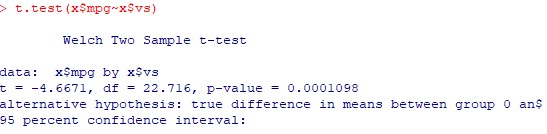 > t.test(x$mpg~x$vs)
Welch Two Sample t-test
data:  x$mpg by x$vs
t = -4.6671, df = 22.716, p-value = 0.0001098
alternative hypothesis: true difference in means between group 0 an$
95 percent confidence interval: